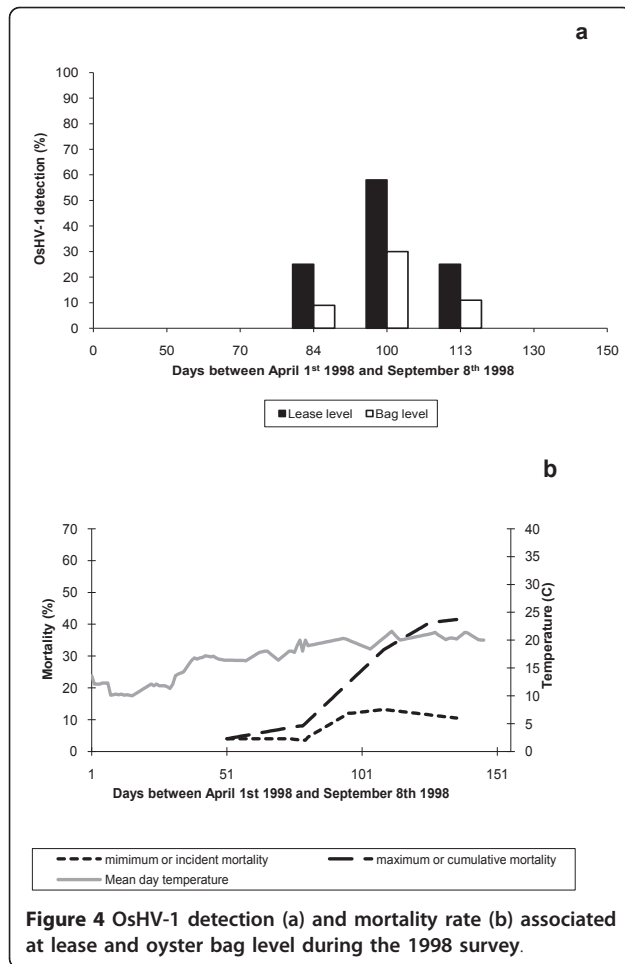 a
100
90
80
70
60
50
40
30
20
10
0
OsHV-1 detection (%)
0 50 70 84 100 113 130 150
Days between April 1st 1998 and September 8th 1998
Lease level Bag level
b
70
60
50
40
30
20
10
0
Mortality (%)
40
35
30
25
20
15
10
5
0
Temperature (C)
1 51 101 151
Days between April 1st 1998 and September 8th 1998
mimimum or incident mortality maximum or cumulative mortality
Mean day temperature
Figure 4 OsHV-1 detection (a) and mortality rate (b) associated
at lease and oyster bag level during the 1998 survey.